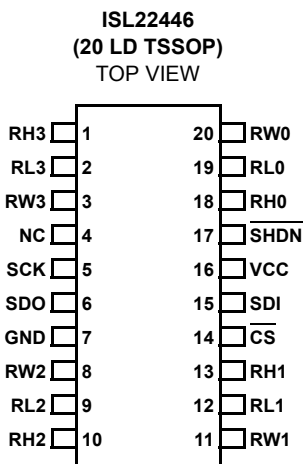 ISL22446
(20 LD TSSOP)
TOP VIEW
RH3 1 20 RW0
RL3 2 19 RL0
RW3 3 18 RH0
NC 4 17 SHDN
SCK 5 16 VCC
SDO 6 15 SDI
GND 7 14 CS
RW2 8 13 RH1
RL2 9 12 RL1
RH2 10 11 RW1